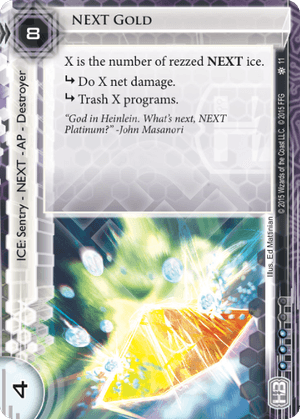 8
NEXT GOLD
ICE: Sentry - NEXT - AP - Destroyer
X is the number of rezzed NEXT ice.
↳ Do X net damage.
↳ Trash X programs.
“God in Heinlein. What’s next, NEXT
Platinum?” -John Masanori
11
© 2015 Wizards of the Coast LLC. © 2015 FFG
Illus. Ed Mattinian
4
HB